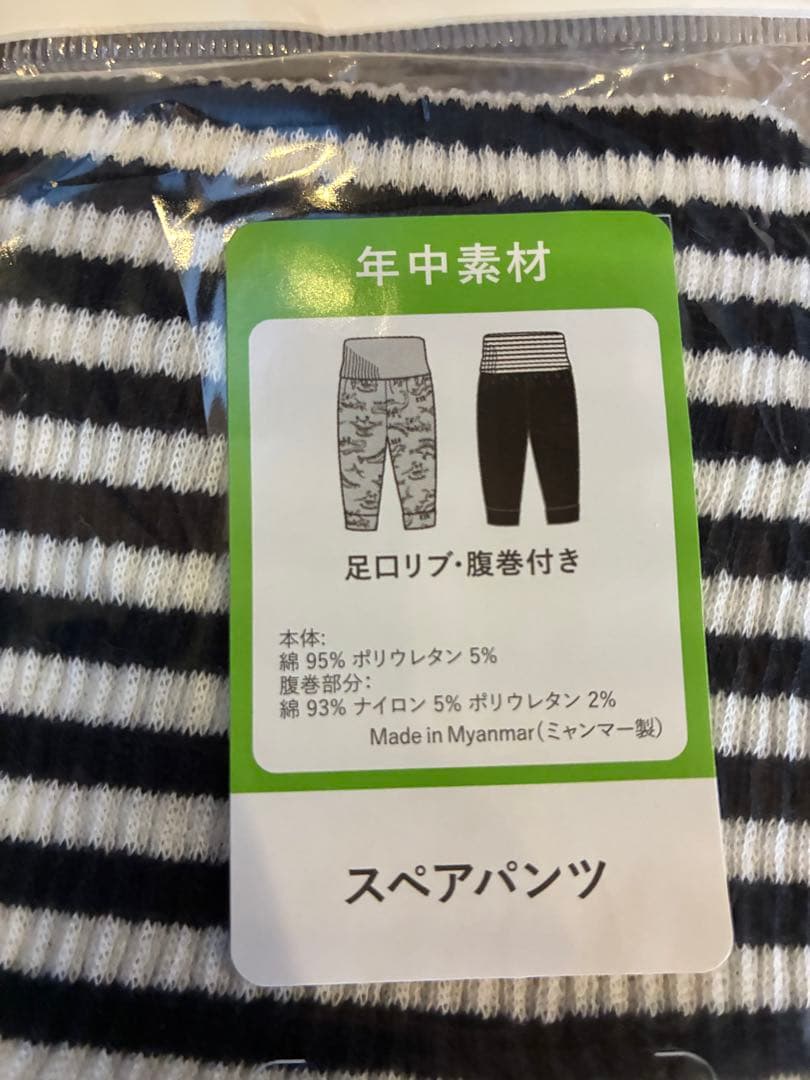 年中素材
足口リブ・腹巻付き
本体:
綿 95% ポリウレタン 5%
腹巻部分:
綿 93% ナイロン 5% ポリウレタン 2%
Made in Myanmar(ミャンマー製)
スペアパンツ